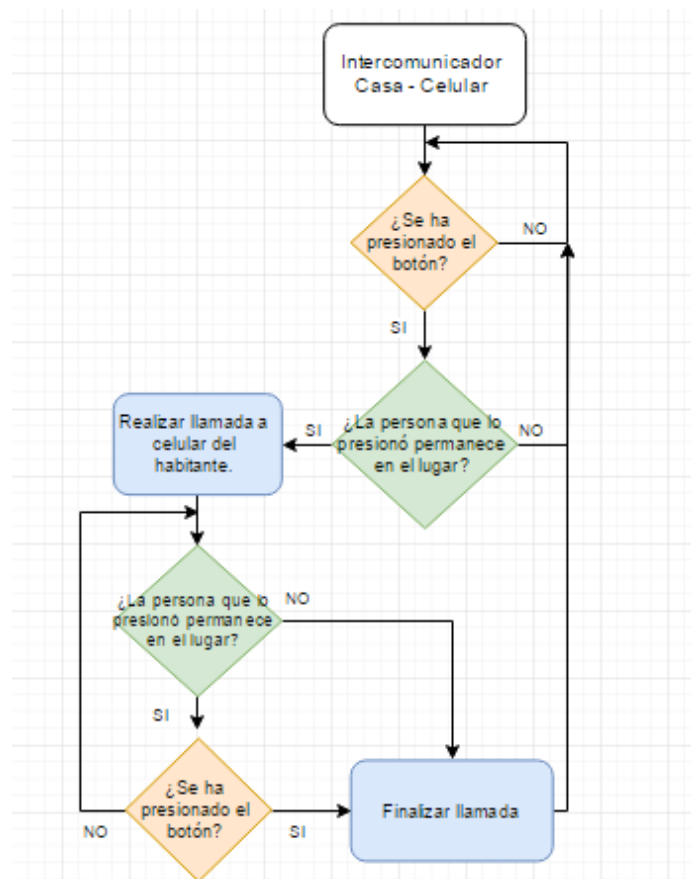 Intercomunicador
Casa - Celular
¿Se ha
presionado el
botón?
NO
SI
¿La persona que lo
presionó permanece
en el lugar?
SI
NO
Realizar llamada a
celular del
habitante.
¿La persona que lo
presionó permanece
en el lugar?
NO
SI
¿Se ha
presionado el
botón?
NO
SI
Finalizar llamada